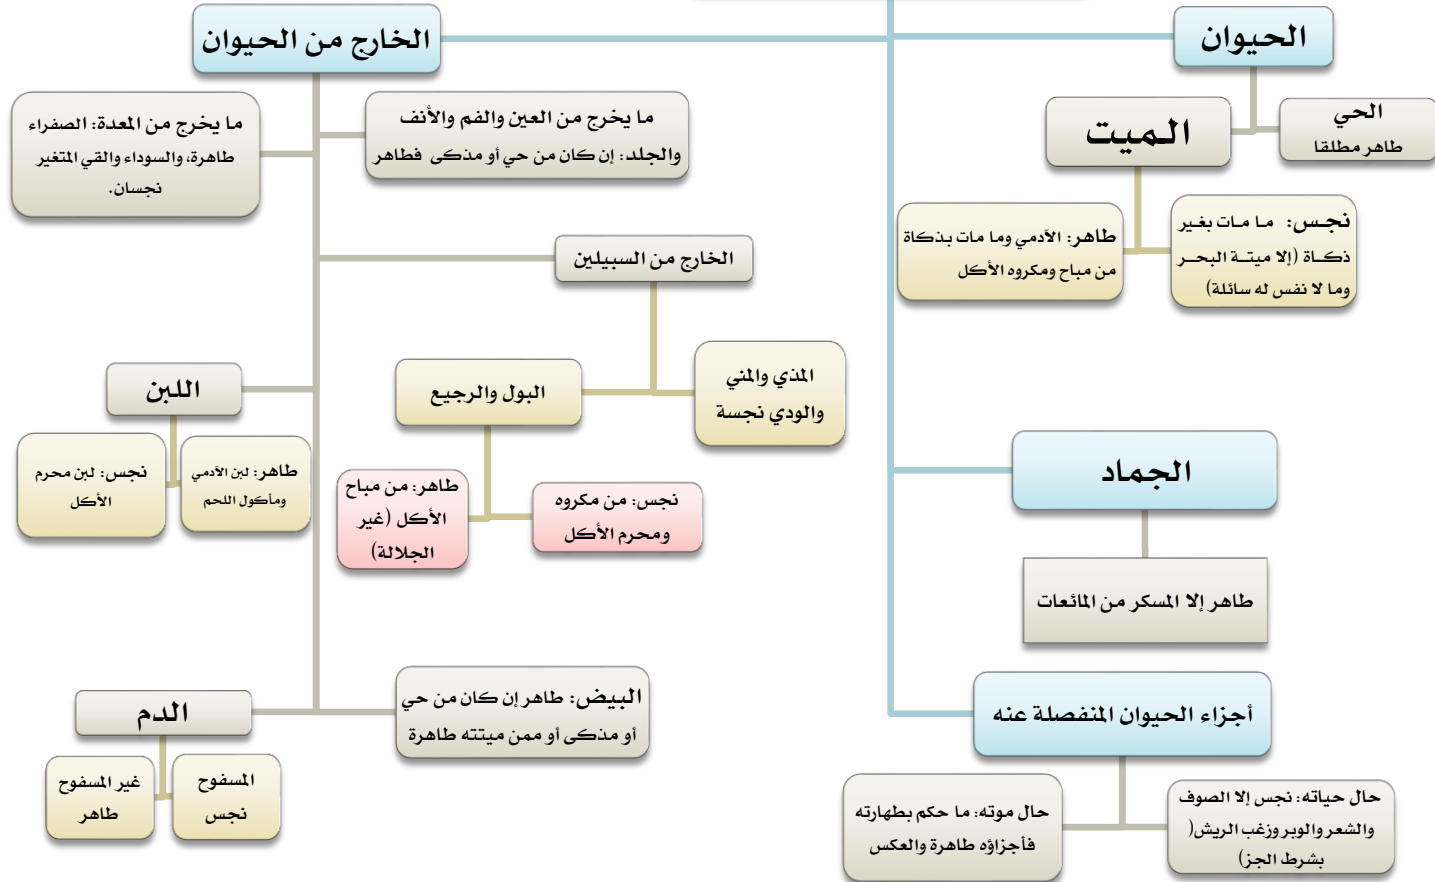 الحيوان
الحي
طاهر مطلقا
الميت
نجس: ما مات بغير
ذكاة (إلا ميتة البحر
وما لا نفس له سائلة)
طاهر: الآدمي وما مات بذكاة
من مباح ومكروه الأكل
الخارج من الحيوان
ما يخرج من العين والفم والأنف
والجلد: إن كان من حي أو مذكى فطاهر
ما يخرج من المعدة: الصفراء
طاهرة، والسوداء والقي المتغير
نجسان.
الخارج من السبيلين
المذي والمني
والودي نجسة
البول والرجيع
نجس: من مكروه
ومحرم الأكل
طاهر: من مباح
الأكل (غير
الجلالة)
اللبن
طاهر: لبن الآدمي
ومأكول اللحم
نجس: لبن محرم
الأكل
البيض: طاهر إن كان من حي
أو مذكى أو ممن ميتته طاهرة
الدم
المسفوح
نجس
غير المسفوح
طاهر
الجماد
طاهر إلا المسكر من المائعات
أجزاء الحيوان المنفصلة عنه
حال حياته: نجس إلا الصوف
والشعر والوبر وزغب الريش(
بشرط الجز)
حال موته: ما حكم بطهارته
فأجزاؤه طاهرة والعكس